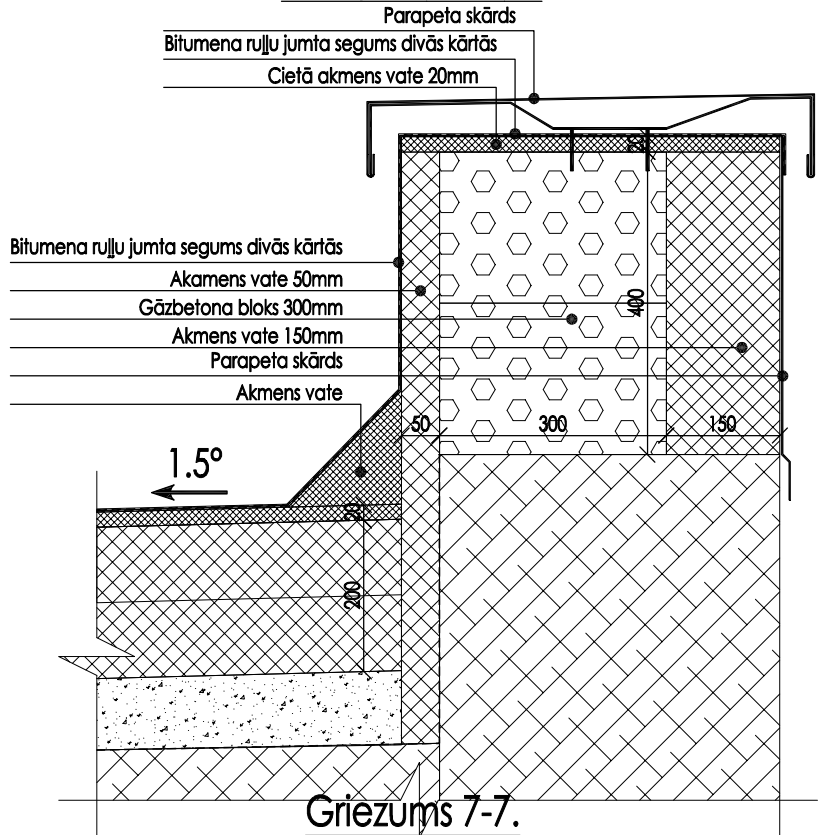 Parapeta skārds
Bitumena ruļļu jumta segums divās kārtās
Cietā akmens vate 20mm
20
Bitumena ruļļu jumta segums divās kārtās
Akamens vate 50mm
Gāzbetona bloks 300mm
400
Akmens vate 150mm
Parapeta skārds
Akmens vate
50
300
150
1.5°
20
200
Griezums 7-7.